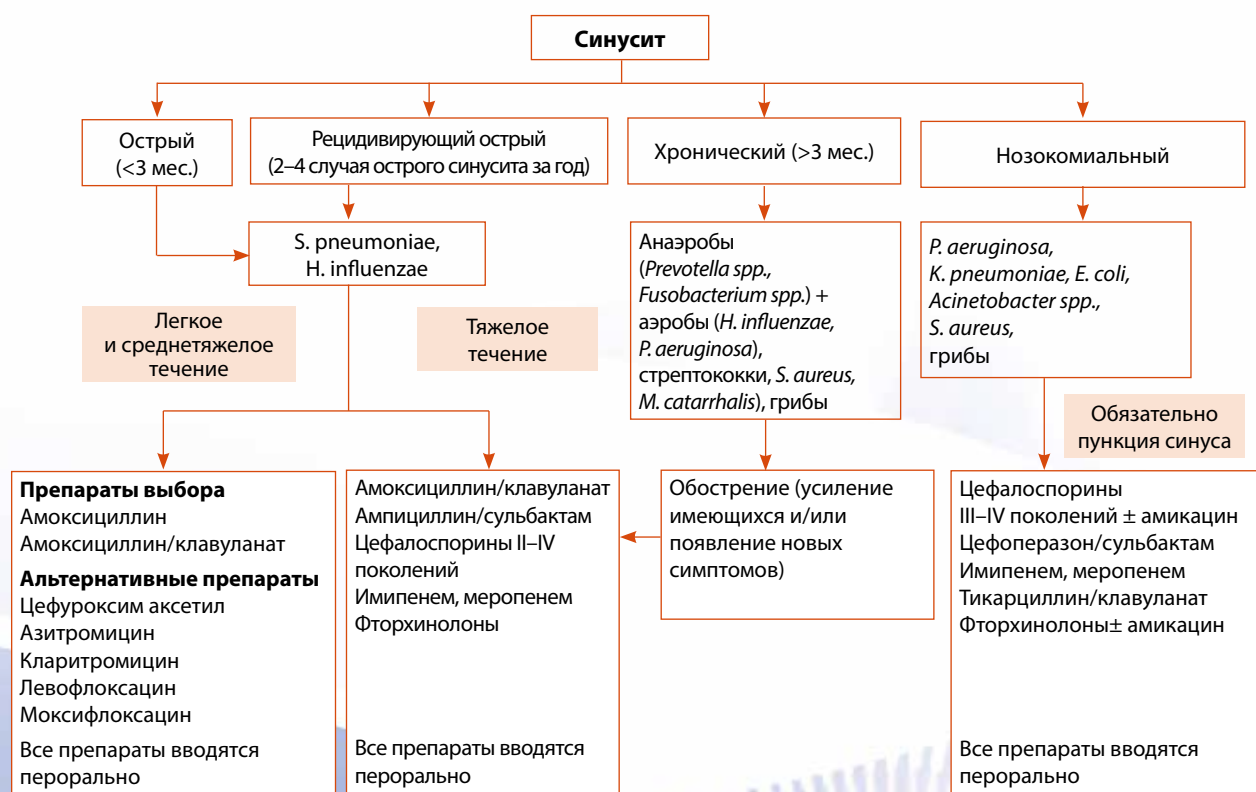 Синусит
Острый
(<3 мес.)
Рецидивирующий острый
(2–4 случая острого синусита за год)
Хронический (>3 мес.)
Нозокомиальный
S. pneumoniae,
H. influenzae
Анаэробы
(Prevotella spp.,
Fusobacterium spp.) +
аэробы (H. influenzae,
P. aeruginosa),
стрептококки, S. aureus,
M. catarrhalis), грибы
P. aeruginosa,
K. pneumoniae, E. coli,
Acinetobacter spp.,
S. aureus,
грибы
Легкое
и среднетяжелое
течение
Тяжелое
течение
Обязательно
пункция синуса
Препараты выбора
Амоксициллин
Амоксициллин/клавуланат
Альтернативные препараты
Цефуроксим аксетил
Азитромицин
Кларитромицин
Левофлоксацин
Моксифлоксацин
Все препараты вводятся
перорально
Амоксициллин/клавуланат
Ампициллин/сульбактам
Цефалоспорины II–IV
поколений
Имипенем, меропенем
Фторхинолоны
Все препараты вводятся
перорально
Обострение (усиление
имеющихся и/или
появление новых
симптомов)
Цефалоспорины
III–IV поколений ± амикацин
Цефоперазон/сульбактам
Имипенем, меропенем
Тикарциллин/клавуланат
Фторхинолоны± амикацин
Все препараты вводятся
перорально